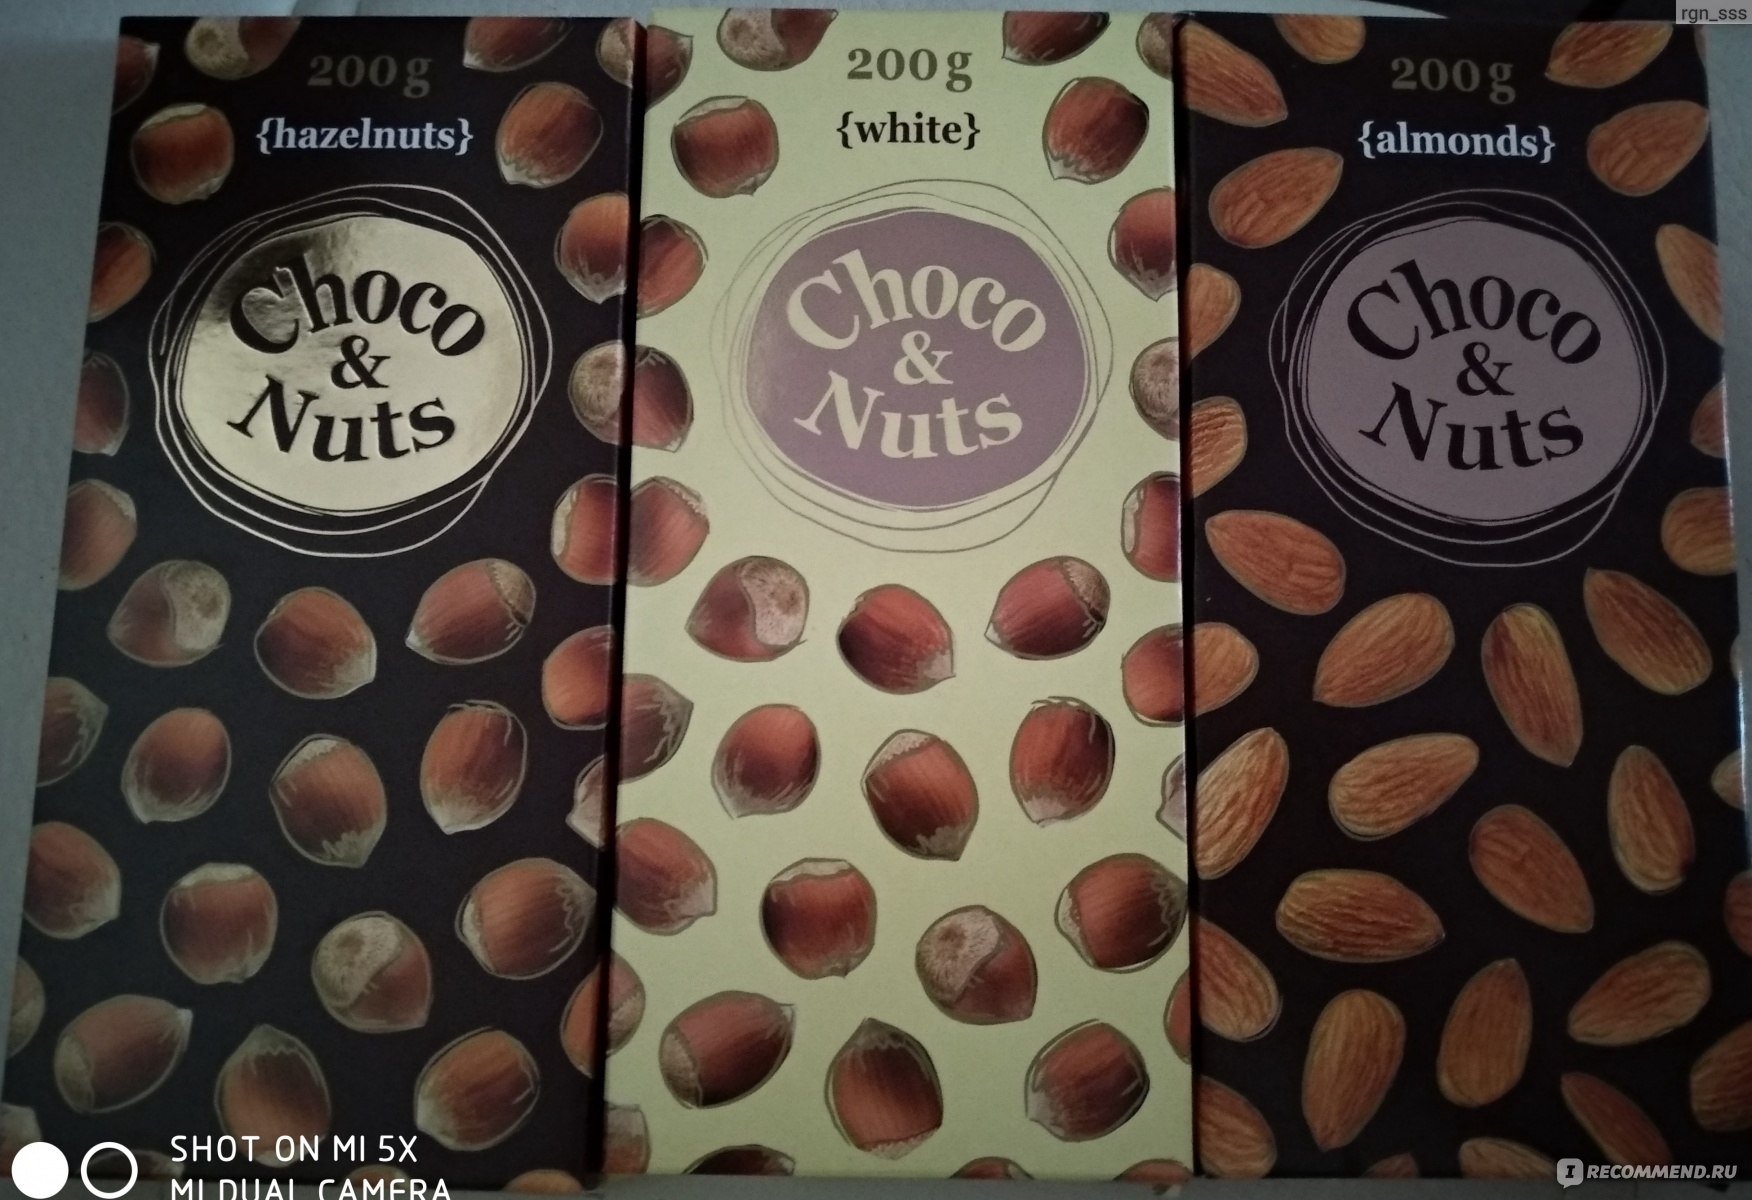 rgn_sss
200g
{hazelnuts}
Choco
&
Nuts
200g
{white}
Choco
&
Nuts
200g
{almonds}
Choco
&
Nuts
SHOT ON MI 5X
MI DUAL CAMERA
IRECOMMEND.RU